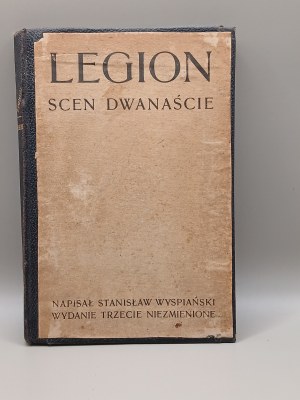 LEGION
SCEN DWANAŚCIE
NAPISAŁ STANISŁAW WYSPIAŃSKI
WYDANIE TRZECIE NIEZMIENIONE